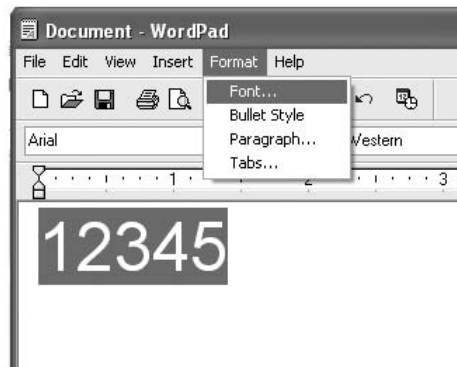 Document - WordPad
File Edit View Insert Format Help
Font...
Bullet Style
Arial
Paragraph...
Western
Tabs...
1 2 3
12345